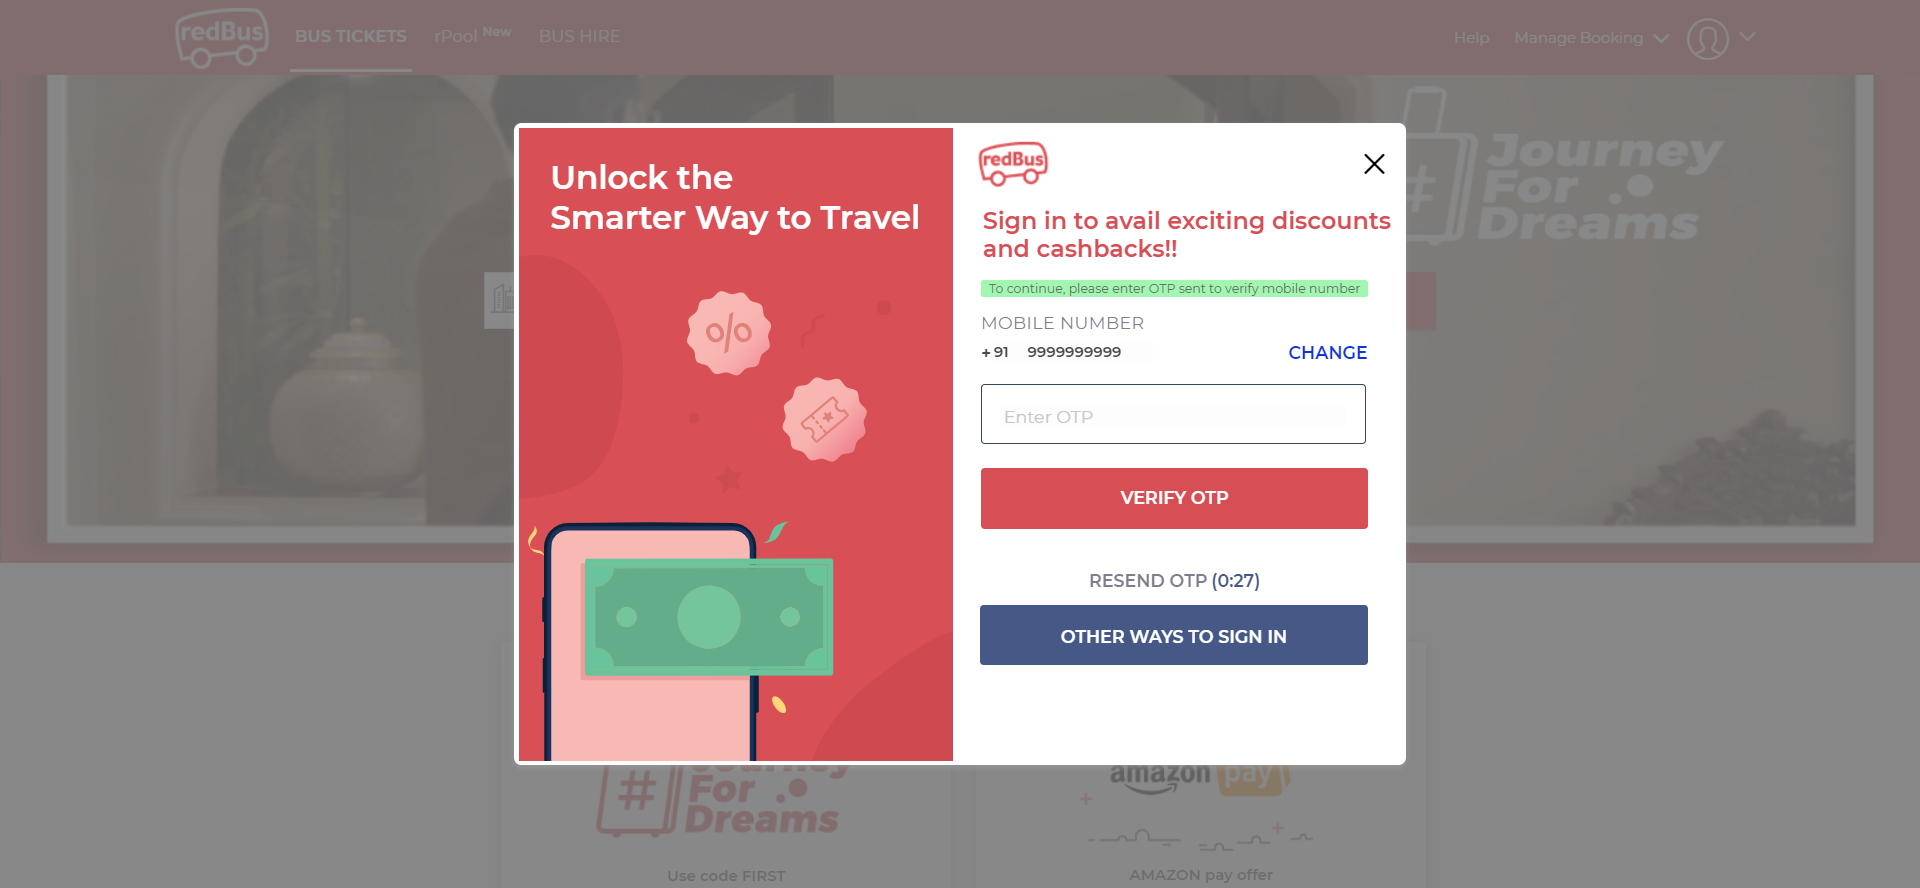 redBus
BUS TICKETS
rPool New
BUS HIRE
Help
Manage Booking
# Journey
For
Dreams
Unlock the
Smarter Way to Travel
%
redBus
Sign in to avail exciting discounts
and cashbacks!!
To continue, please enter OTP sent to verify mobile number
MOBILE NUMBER
+ 91 9999999999
CHANGE
Enter OTP
VERIFY OTP
RESEND OTP (0:27)
OTHER WAYS TO SIGN IN
# Journey
For
Dreams
Use code FIRST
amazon pay
AMAZON pay offer